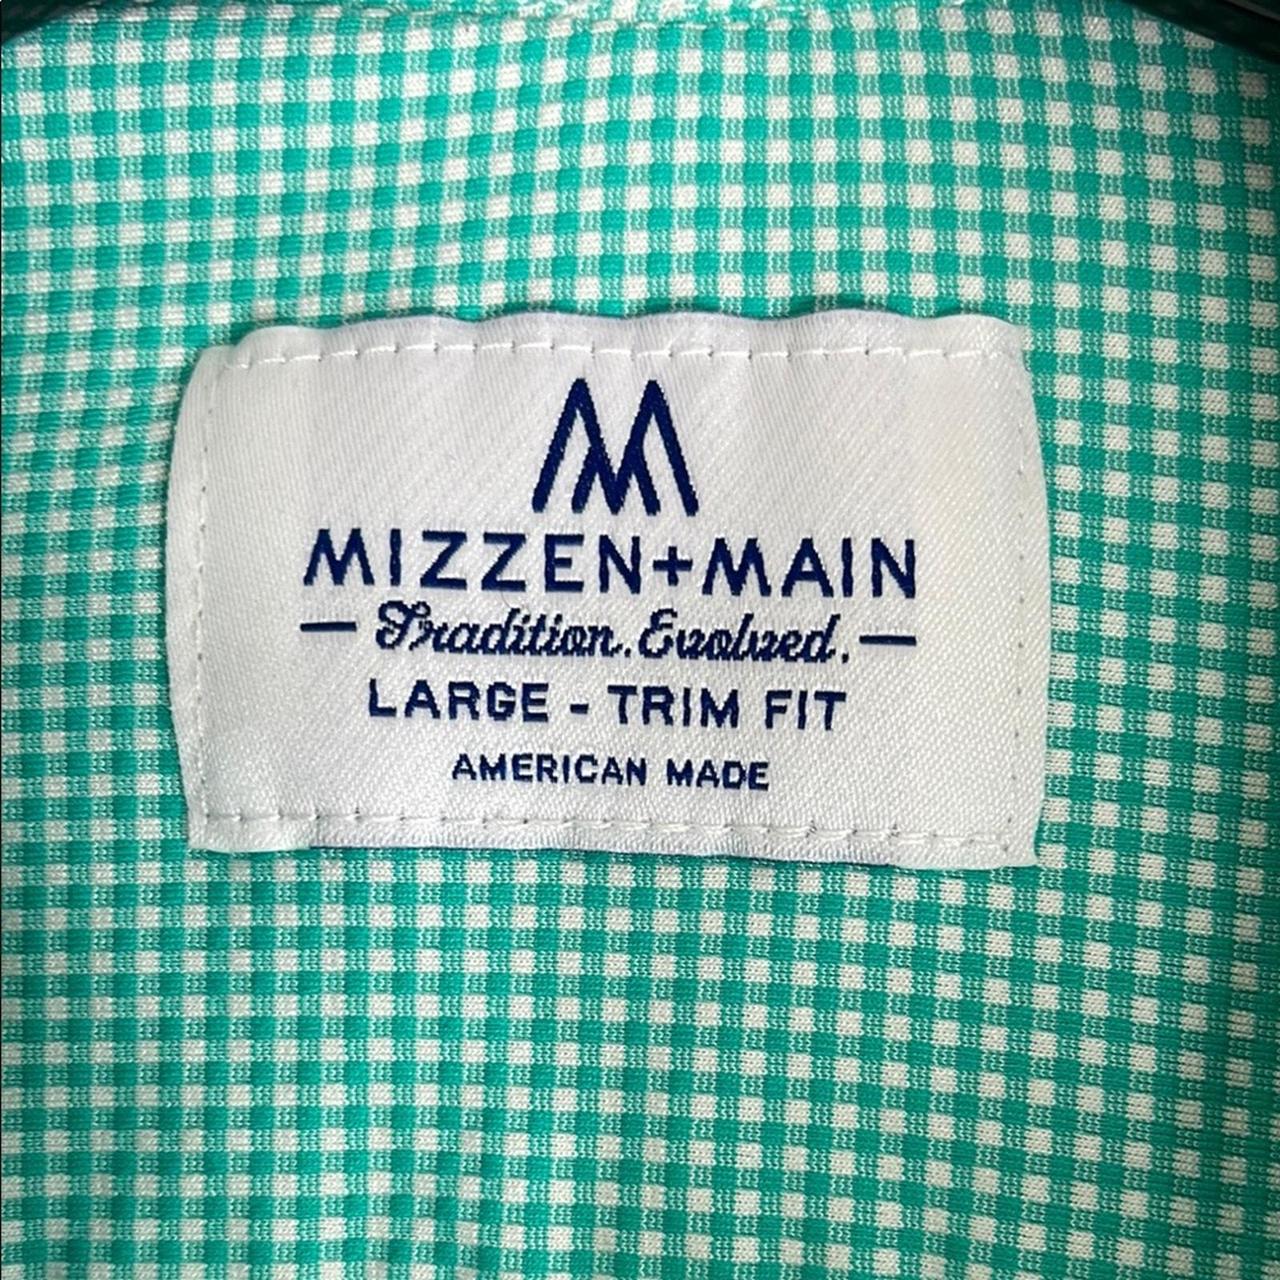 MIZZEN+MAIN
Tradition. Evolved.
LARGE - TRIM FIT
AMERICAN MADE